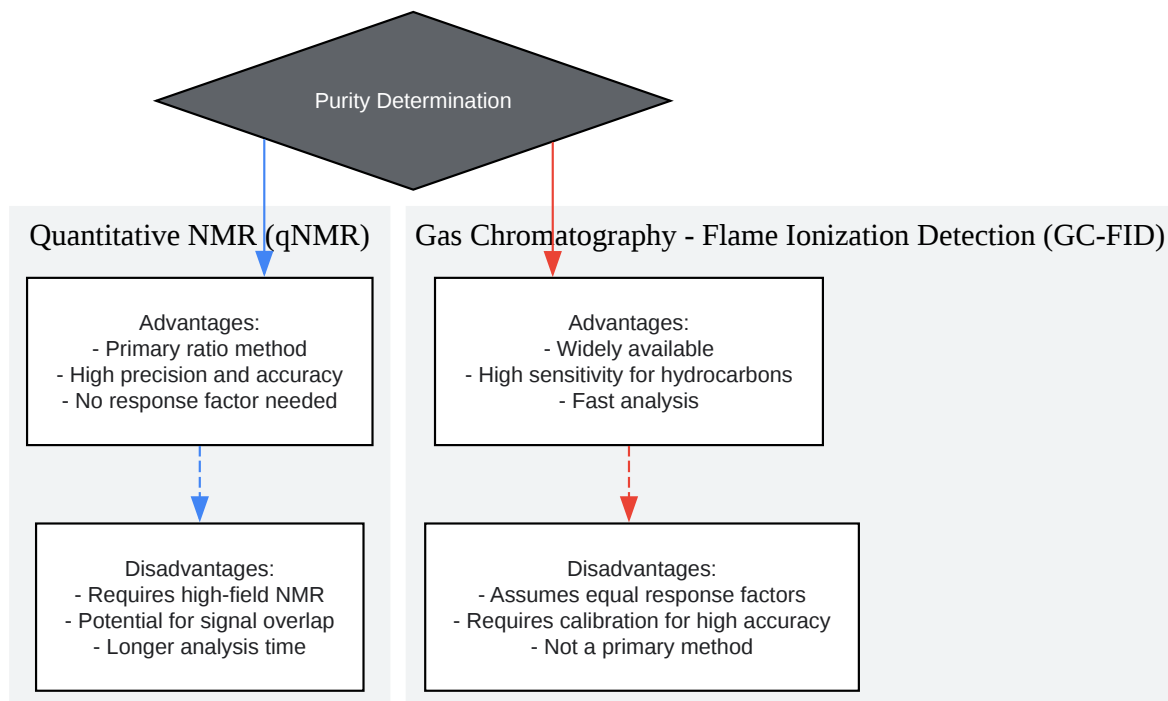 Purity Determination
Quantitative NMR (qNMR)
Advantages:
- Primary ratio method
- High precision and accuracy
- No response factor needed
Disadvantages:
- Requires high-field NMR
- Potential for signal overlap
- Longer analysis time
Gas Chromatography - Flame Ionization Detection (GC-FID)
Advantages:
- Widely available
- High sensitivity for hydrocarbons
- Fast analysis
Disadvantages:
- Assumes equal response factors
- Requires calibration for high accuracy
- Not a primary method